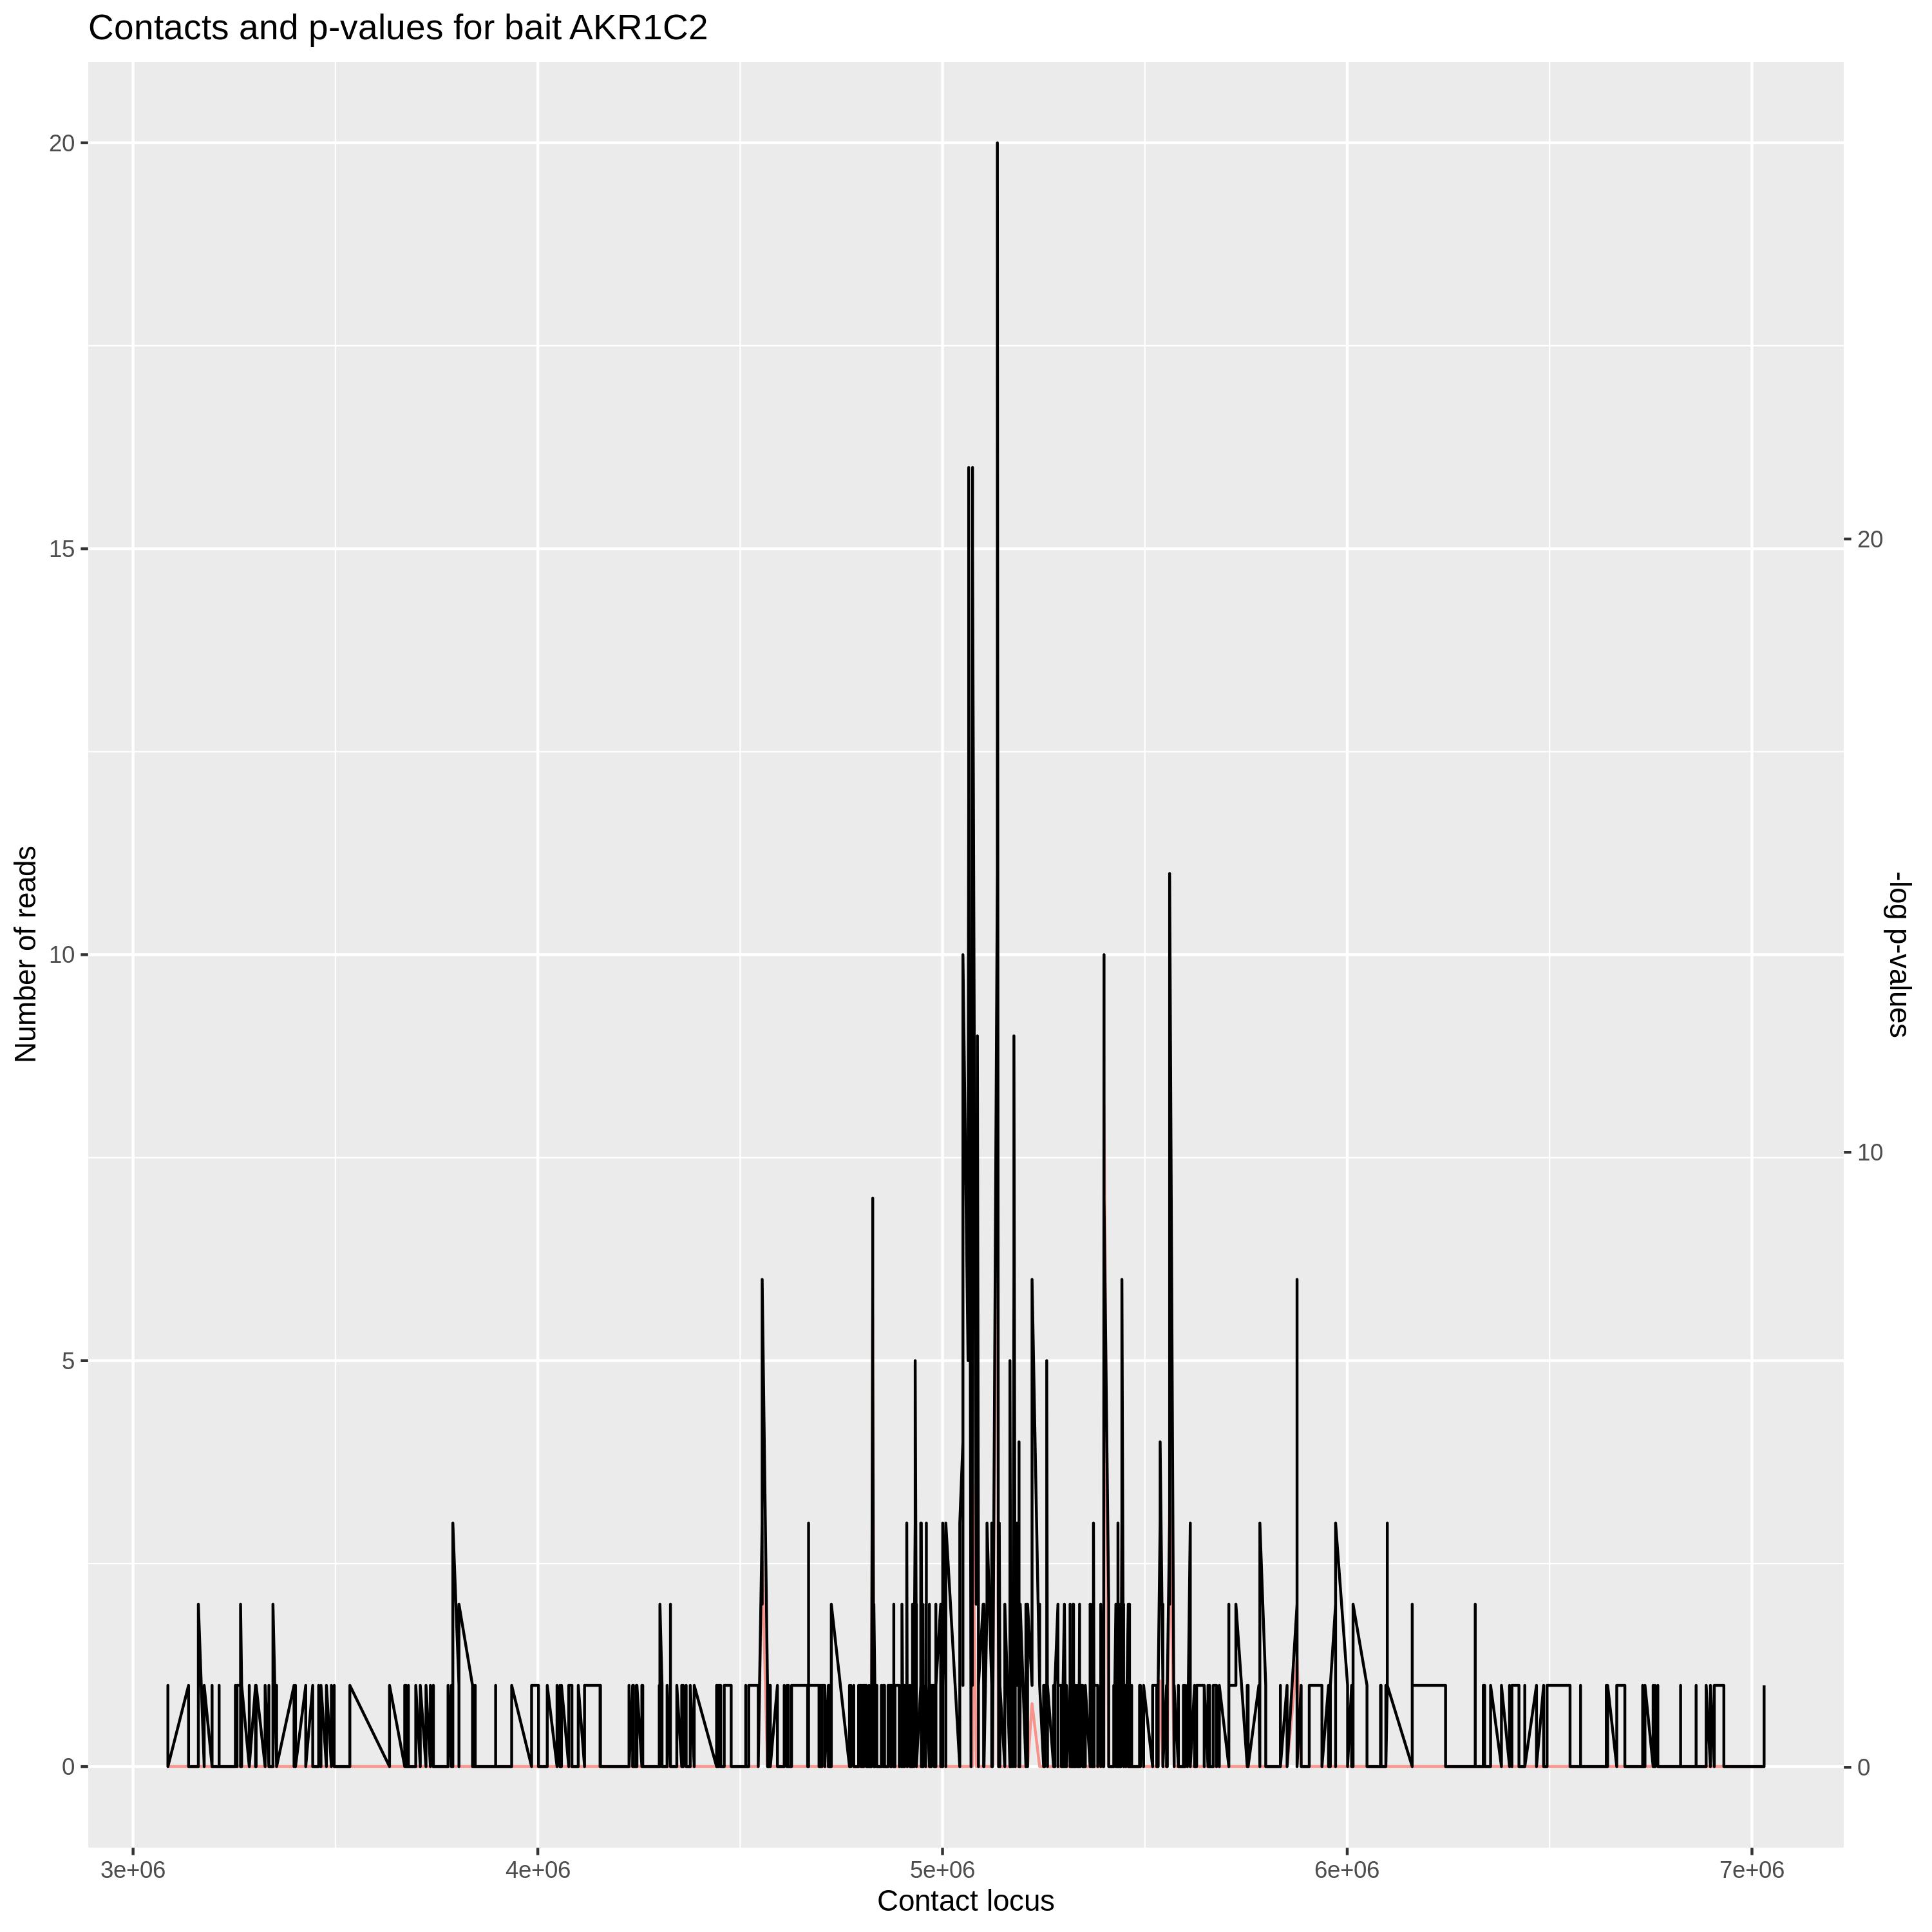 Contacts and p-values for bait AKR1C2
20
15
10
5
0
Number of reads
20
10
0
-log p-values
3e+06 4e+06 5e+06 6e+06 7e+06
Contact locus